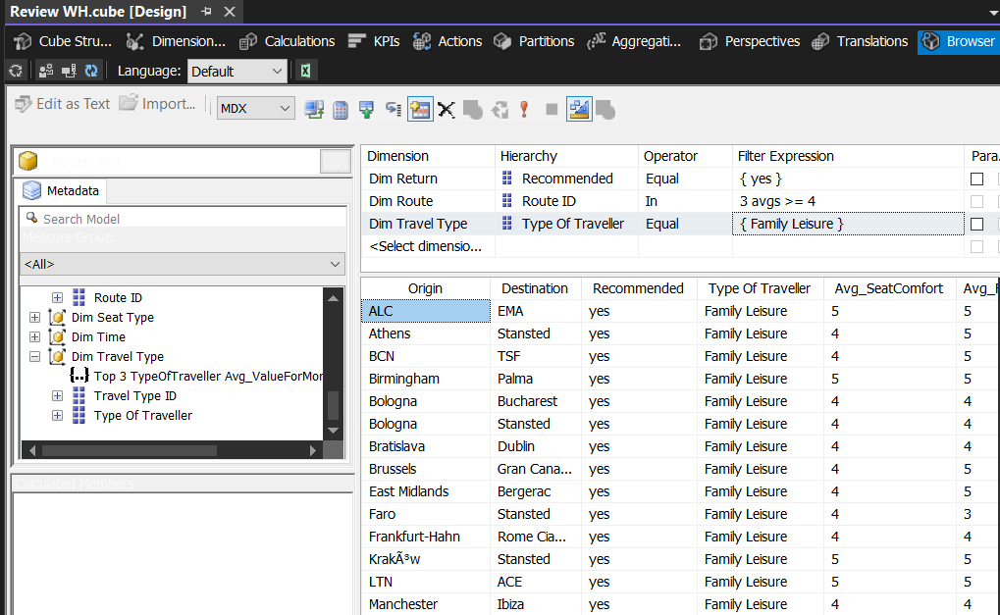 Review WH.cube [Design]
Cube Stru... Dimension... Calculations KPIs Actions Partitions Aggregati... Perspectives Translations Browser
Language: Default
Edit as Text Import... MDX
Review WH
Metadata
Search Model
Measure Group:
<All>
Route ID
Dim Seat Type
Dim Time
Dim Travel Type
Top 3 TypeOfTraveller Avg_ValueForMor
Travel Type ID
Type Of Traveller
Calculated Members
Dimension Hierarchy Operator Filter Expression Para.
Dim Return Recommended Equal { yes }
Dim Route Route ID In 3 avgs >= 4
Dim Travel Type Type Of Traveller Equal { Family Leisure }
<Select dimensio...
Origin Destination Recommended Type Of Traveller Avg_SeatComfort Avg_F
ALC EMA yes Family Leisure 5 5
Athens Stansted yes Family Leisure 4 5
BCN TSF yes Family Leisure 4 5
Birmingham Palma yes Family Leisure 5 5
Bologna Bucharest yes Family Leisure 4 4
Bologna Stansted yes Family Leisure 4 4
Bratislava Dublin yes Family Leisure 4 4
Brussels Gran Cana... yes Family Leisure 4 5
East Midlands Bergerac yes Family Leisure 4 5
Faro Stansted yes Family Leisure 4 3
Frankfurt-Hahn Rome Cia... yes Family Leisure 4 4
KrakÃ³w Stansted yes Family Leisure 5 5
LTN ACE yes Family Leisure 5 5
Manchester Ibiza yes Family Leisure 4 4